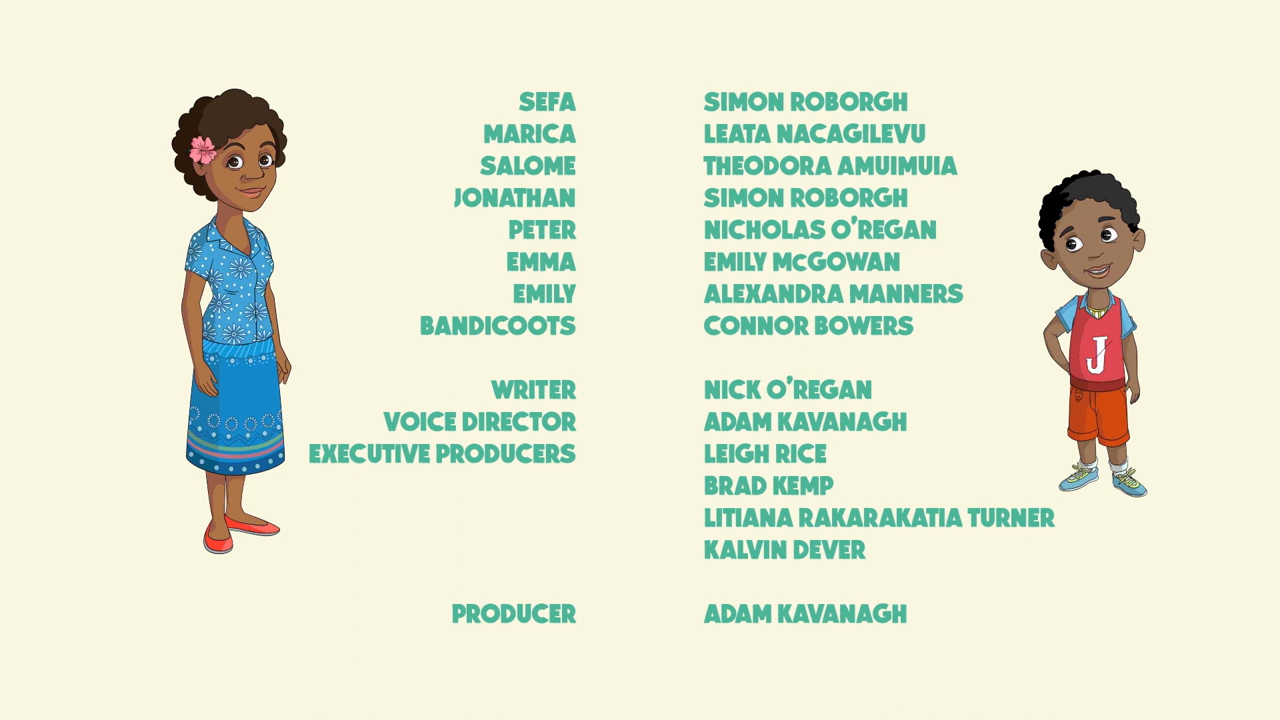 SEFA SIMON ROBORGH
MARICA LEATA NACAGILEVU
SALOME THEODORA AMUIMUIA
JONATHAN SIMON ROBORGH
PETER NICHOLAS O'REGAN
EMMA EMILY McGOWAN
EMILY ALEXANDRA MANNERS
BANDICOOTS CONNOR BOWERS
WRITER NICK O'REGAN
VOICE DIRECTOR ADAM KAVANAGH
EXECUTIVE PRODUCERS LEIGH RICE
BRAD KEMP
LITIANA RAKARAKATIA TURNER
KALVIN DEVER
PRODUCER ADAM KAVANAGH
J